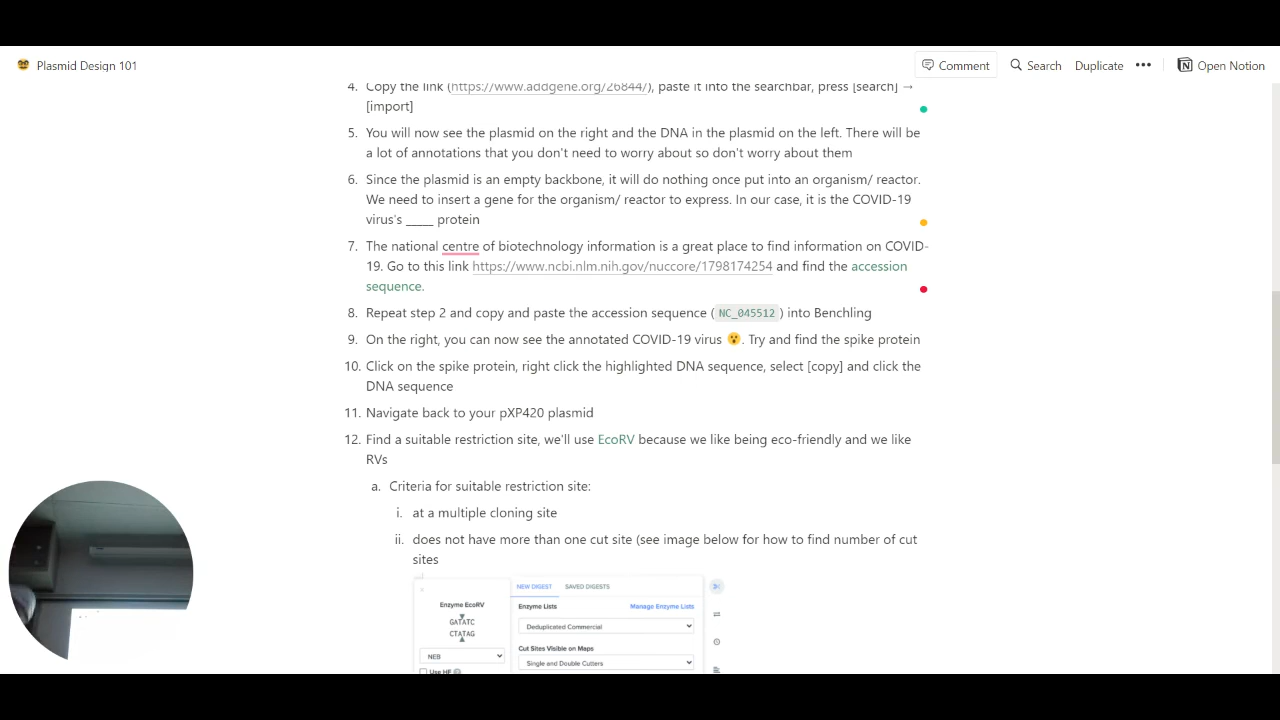 Plasmid Design 101
Comment
Search
Duplicate
Open Notion
4. Copy the link (https://www.addgene.org/26844/), paste it into the searchbar, press [search] →
[import]
5. You will now see the plasmid on the right and the DNA in the plasmid on the left. There will be
a lot of annotations that you don't need to worry about so don't worry about them
6. Since the plasmid is an empty backbone, it will do nothing once put into an organism/ reactor.
We need to insert a gene for the organism/ reactor to express. In our case, it is the COVID-19
virus's _____ protein
7. The national centre of biotechnology information is a great place to find information on COVID-
19. Go to this link https://www.ncbi.nlm.nih.gov/nuccore/1798174254 and find the accession
sequence.
8. Repeat step 2 and copy and paste the accession sequence ( NC_045512 ) into Benchling
9. On the right, you can now see the annotated COVID-19 virus 😯. Try and find the spike protein
10. Click on the spike protein, right click the highlighted DNA sequence, select [copy] and click the
DNA sequence
11. Navigate back to your pXP420 plasmid
12. Find a suitable restriction site, we'll use EcoRV because we like being eco-friendly and we like
RVs
a. Criteria for suitable restriction site:
i. at a multiple cloning site
ii. does not have more than one cut site (see image below for how to find number of cut
sites
NEW DIGEST SAVED DIGESTS
Enzyme EcoRV
Enzyme Lists Manage Enzyme Lists
GATATC
Deduplicated Commercial
CTATAG
Cut Sites Visible on Maps
NEB
Single and Double Cutters
Use HF